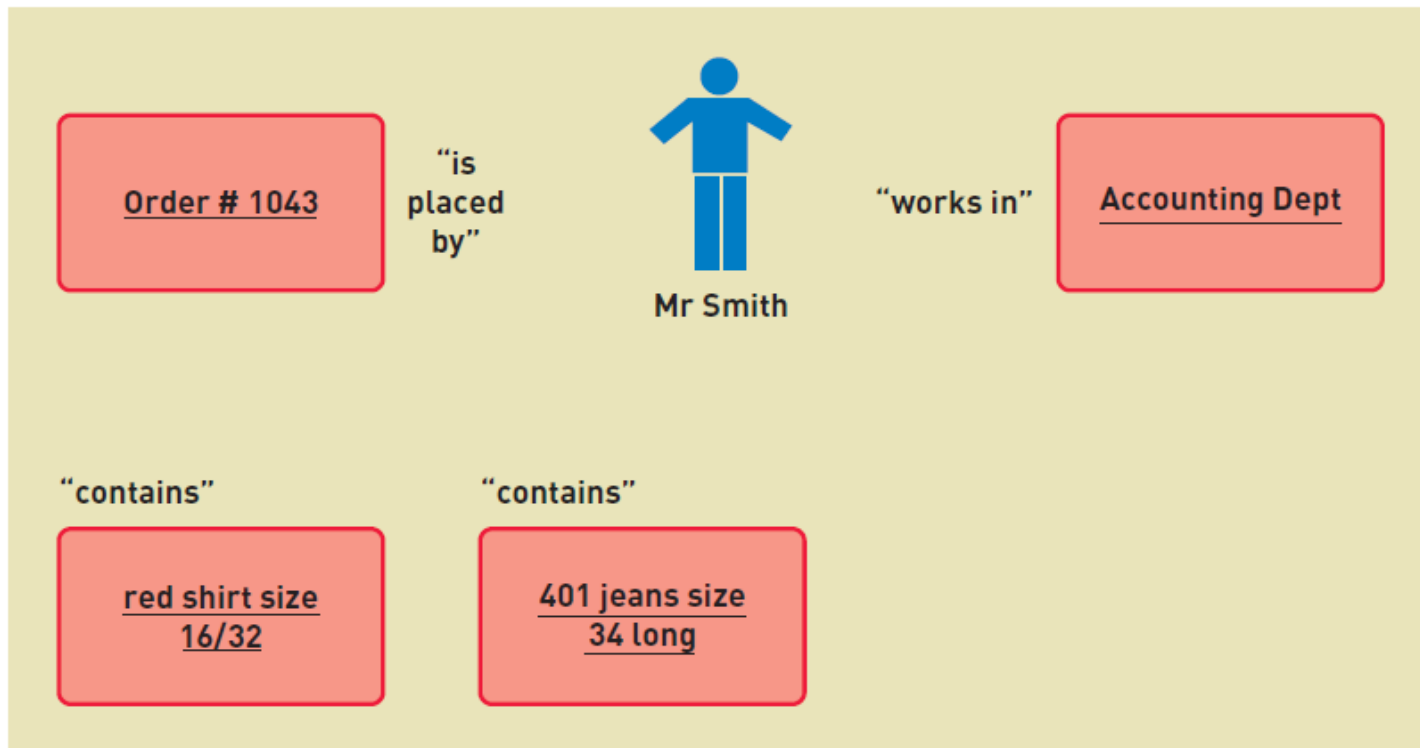 Order # 1043
“is
placed
by”
Mr Smith
“works in”
Accounting Dept
“contains”
red shirt size
16/32
“contains”
401 jeans size
34 long